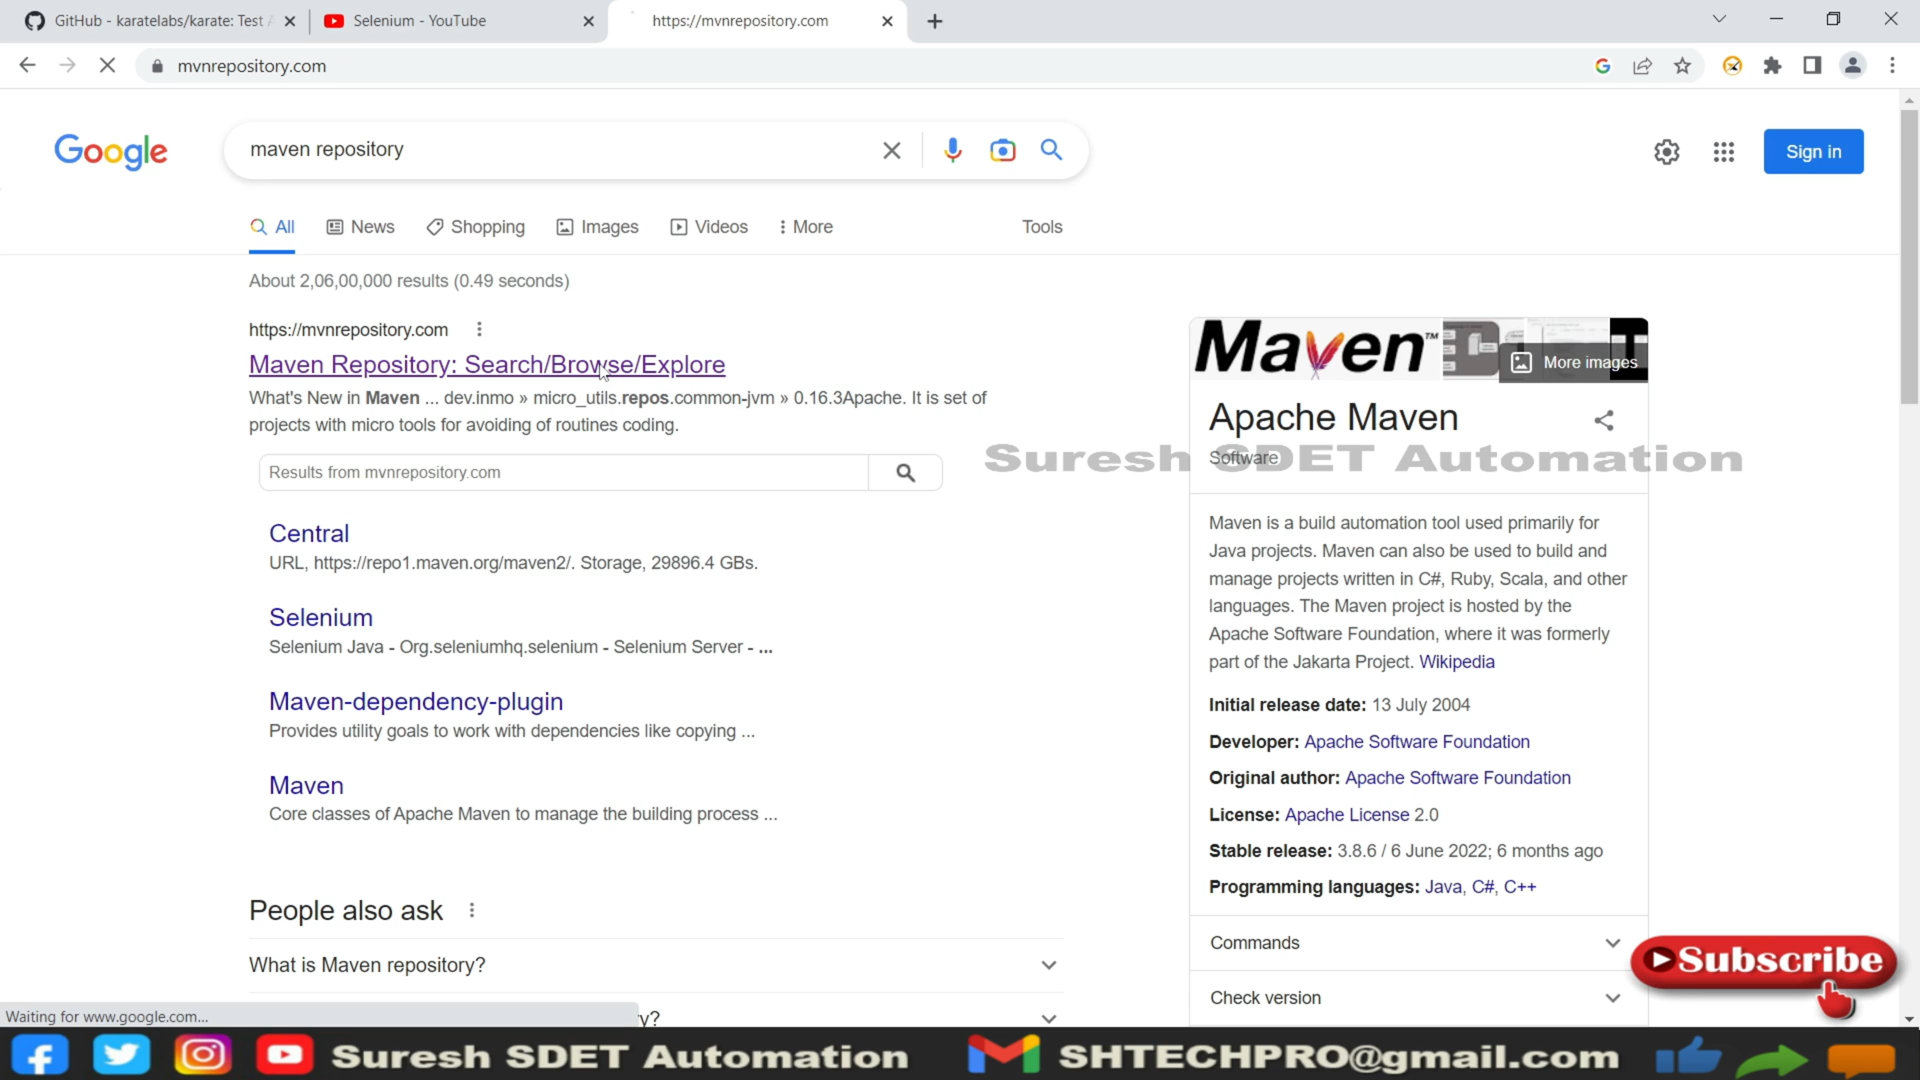 GitHub - karatelabs/karate: Test
Selenium - YouTube
https://mvnrepository.com
mvnrepository.com
Google
maven repository
Sign in
All
News
Shopping
Images
Videos
More
Tools
About 2,06,00,000 results (0.49 seconds)
https://mvnrepository.com
Maven Repository: Search/Browse/Explore
What's New in Maven ... dev.inmo » micro_utils.repos.common-jvm » 0.16.3Apache. It is set of
projects with micro tools for avoiding of routines coding.
Results from mvnrepository.com
Central
URL, https://repo1.maven.org/maven2/. Storage, 29896.4 GBs.
Selenium
Selenium Java - Org.seleniumhq.selenium - Selenium Server - ...
Maven-dependency-plugin
Provides utility goals to work with dependencies like copying ...
Maven
Core classes of Apache Maven to manage the building process ...
People also ask
What is Maven repository?
y?
Waiting for www.google.com...
Maven™
More images
Apache Maven
Software
Suresh SDET Automation
Maven is a build automation tool used primarily for
Java projects. Maven can also be used to build and
manage projects written in C#, Ruby, Scala, and other
languages. The Maven project is hosted by the
Apache Software Foundation, where it was formerly
part of the Jakarta Project. Wikipedia
Initial release date: 13 July 2004
Developer: Apache Software Foundation
Original author: Apache Software Foundation
License: Apache License 2.0
Stable release: 3.8.6 / 6 June 2022; 6 months ago
Programming languages: Java, C#, C++
Commands
Check version
Subscribe
Suresh SDET Automation
SHTECHPRO@gmail.com